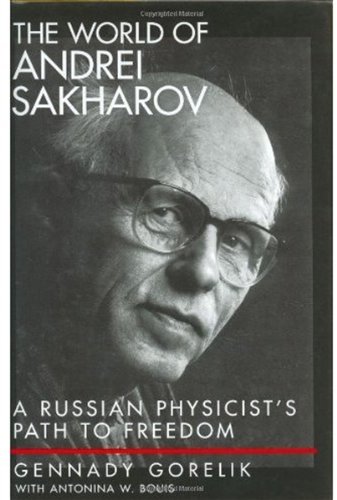 THE WORLD OF
ANDREI
SAKHAROV
A RUSSIAN PHYSICIST'S
PATH TO FREEDOM
GENNADY GORELIK
WITH ANTONINA W. BOUIS